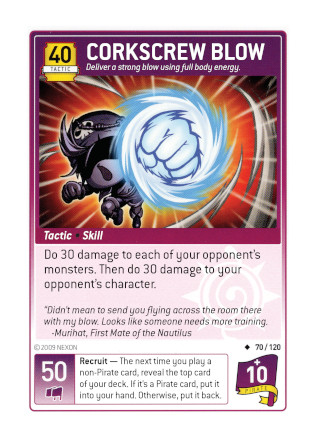 40
TACTIC
CORKSCREW BLOW
Deliver a strong blow using full body energy.
Tactic • Skill
Do 30 damage to each of your opponent's
monsters. Then do 30 damage to your
opponent's character.
"Didn't mean to send you flying across the room there
with my blow. Looks like someone needs more training.
-Murihat, First Mate of the Nautilus
©2009 NEXON
◆ 70 / 120
50
Recruit — The next time you play a
non-Pirate card, reveal the top card
of your deck. If it's a Pirate card, put it
into your hand. Otherwise, put it back.
+
10
PIRATE